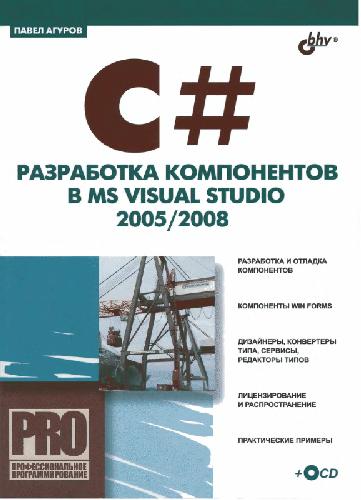 ПАВЕЛ АГУРОВ
bhv®
C#
РАЗРАБОТКА КОМПОНЕНТОВ
В MS VISUAL STUDIO
2005/2008
РАЗРАБОТКА И ОТЛАДКА
КОМПОНЕНТОВ
КОМПОНЕНТЫ WIN FORMS
ДИЗАЙНЕРЫ, КОНВЕРТЕРЫ
ТИПА, СЕРВИСЫ,
РЕДАКТОРЫ ТИПОВ
ЛИЦЕНЗИРОВАНИЕ
И РАСПРОСТРАНЕНИЕ
ПРАКТИЧЕСКИЕ ПРИМЕРЫ
PRO
ПРОФЕССИОНАЛЬНОЕ
ПРОГРАММИРОВАНИЕ
+CD